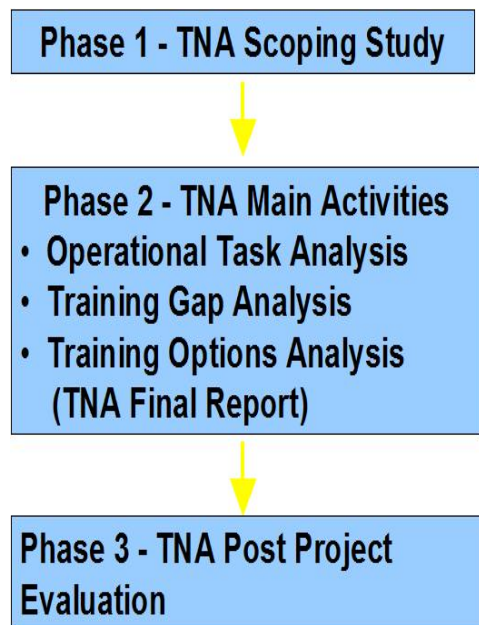 Phase 1 - TNA Scoping Study
Phase 2 - TNA Main Activities
• Operational Task Analysis
• Training Gap Analysis
• Training Options Analysis
(TNA Final Report)
Phase 3 - TNA Post Project
Evaluation